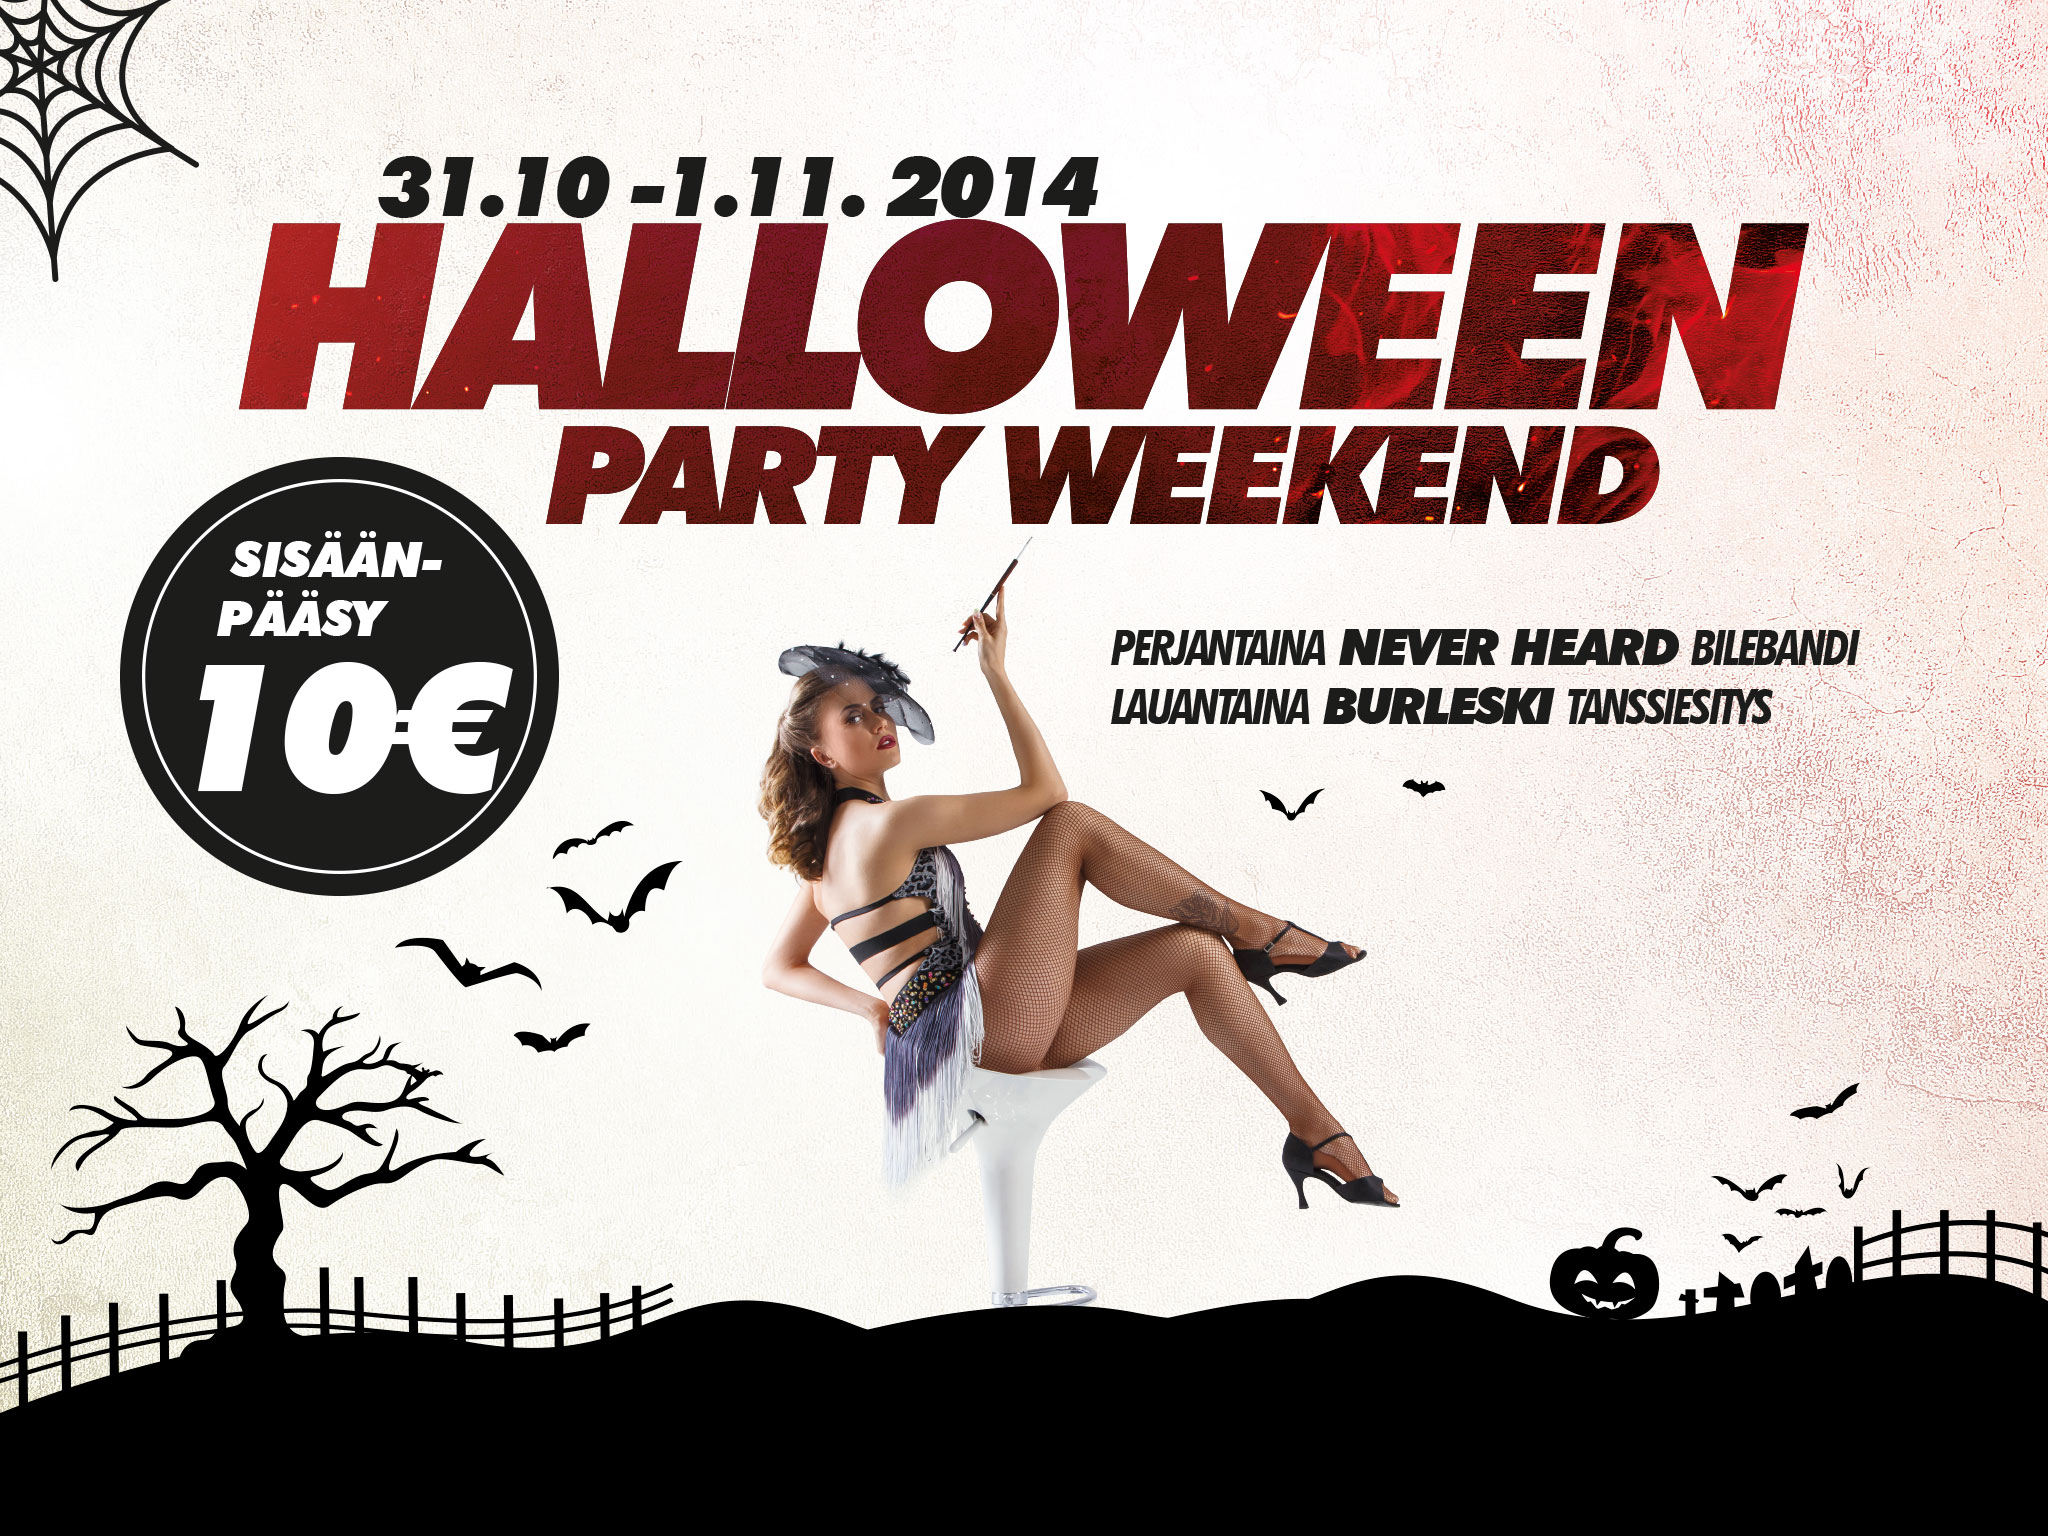 31.10 -1.11. 2014
HALLOWEEN
PARTY WEEKEND
SISÄÄN-
PÄÄSY
10€
PERJANTAINA NEVER HEARD BILEBANDI
LAUANTAINA BURLESKI TANSSIESITYS